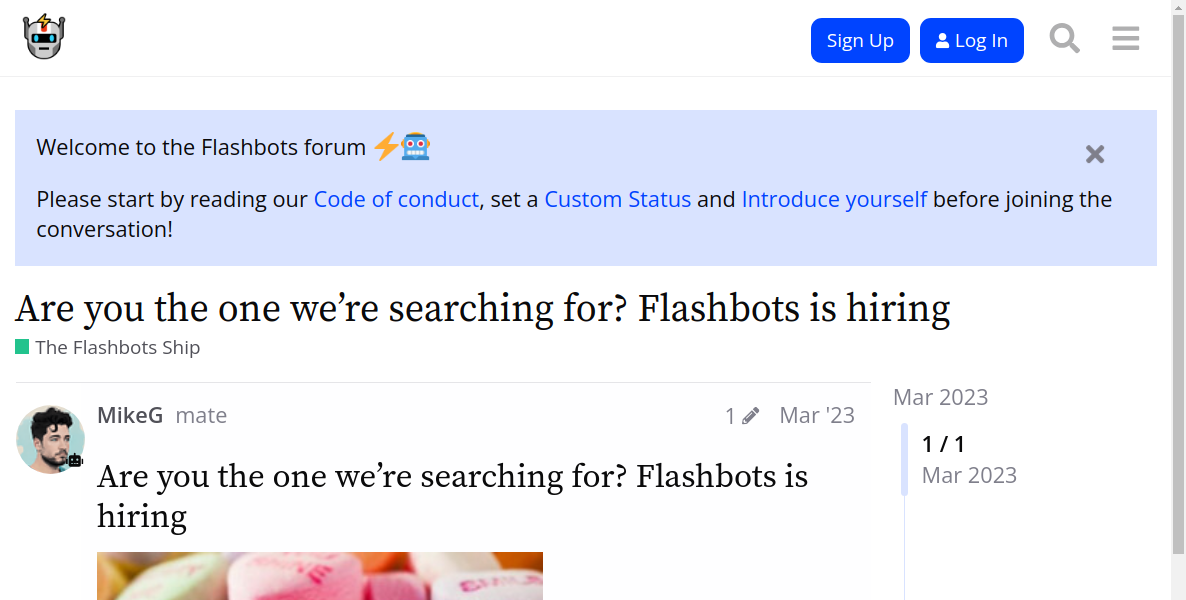 Sign Up
Log In
Welcome to the Flashbots forum
Please start by reading our Code of conduct, set a Custom Status and Introduce yourself before joining the
conversation!
Are you the one we’re searching for? Flashbots is hiring
The Flashbots Ship
MikeG mate 1 Mar '23
Mar 2023
1 / 1
Mar 2023
Are you the one we’re searching for? Flashbots is
hiring